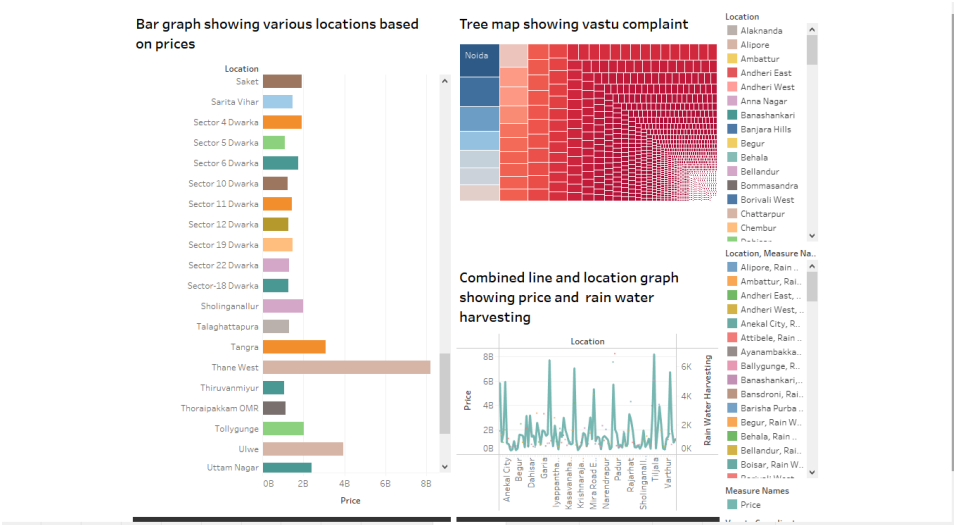 Bar graph showing various locations based
on prices
Location
Saket
Sarita Vihar
Sector 4 Dwarka
Sector 5 Dwarka
Sector 6 Dwarka
Sector 10 Dwarka
Sector 11 Dwarka
Sector 12 Dwarka
Sector 19 Dwarka
Sector 22 Dwarka
Sector-18 Dwarka
Sholinganallur
Talaghattapura
Tangra
Thane West
Thiruvanmiyur
Thoraipakkam OMR
Tollygunge
Ulwe
Uttam Nagar
0B 2B 4B 6B 8B
Price
Tree map showing vastu complaint
Noida
Combined line and location graph
showing price and rain water
harvesting
Location
8B
6B
4B
2B
0B
Price
6K
4K
2K
0K
Rain Water Harvesting
Anekal City
Begur
Dahisar
Garia
Iyappantha..
Kasavanaha..
Krishnaraja..
Mira Road E..
Narendrapur
Padur
Rajarhat
Sholinganall..
Tiljala
Varthur
Location
Alaknanda
Alipore
Ambattur
Andheri East
Andheri West
Anna Nagar
Banashankari
Banjara Hills
Begur
Behala
Bellandur
Bommasandra
Borivali West
Chattarpur
Chembur
Location, Measure Na..
Alipore, Rain ..
Ambattur, Rai..
Andheri East, ..
Andheri West, ..
Anekal City, R..
Attibele, Rain ..
Ayanambakka..
Ballygunge, R..
Banashankari,..
Bansdroni, Rai..
Barisha Purba ..
Begur, Rain W..
Behala, Rain ..
Bellandur, Rai..
Boisar, Rain W..
Measure Names
Price